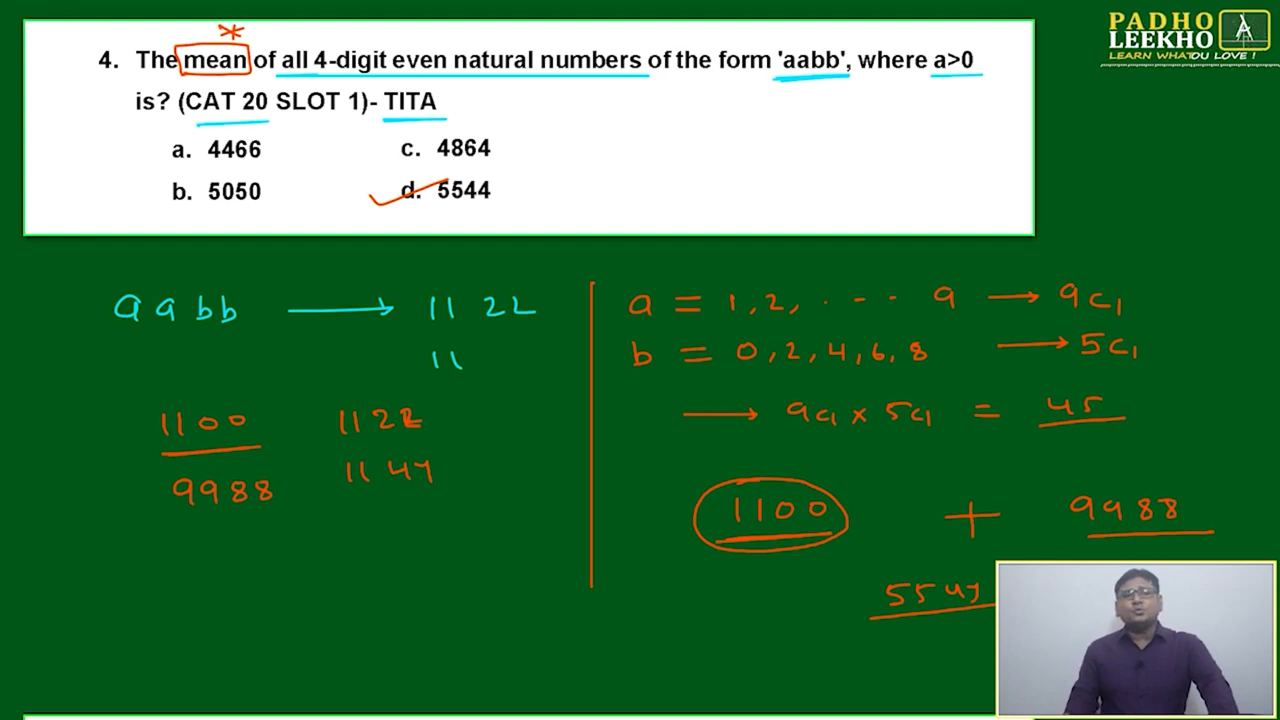 PADHO
LEEKHO
LEARN WHAT YOU LOVE !
*
4. The mean of all 4-digit even natural numbers of the form 'aabb', where a>0
is? (CAT 20 SLOT 1)- TITA
a. 4466
c. 4864
b. 5050
d. 5544
a a b b → 11 22
11
1100
1122
9988
1144
a = 1, 2, - - - 9 → 9C1
b = 0, 2, 4, 6, 8 → 5C1
→ 9C1 × 5C1 = 45
1100 + 9988
5544